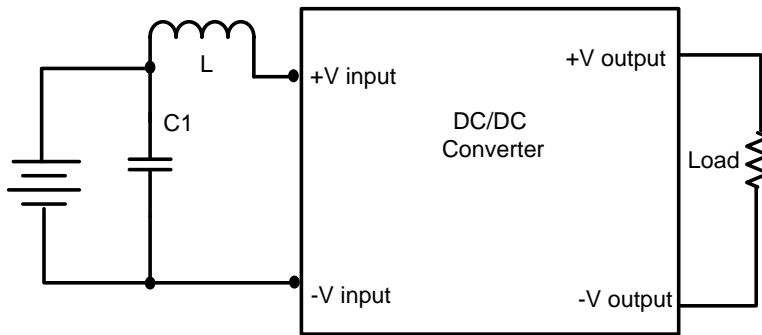 L
+V input
+V output
C1
DC/DC
Converter
Load
-V input
-V output